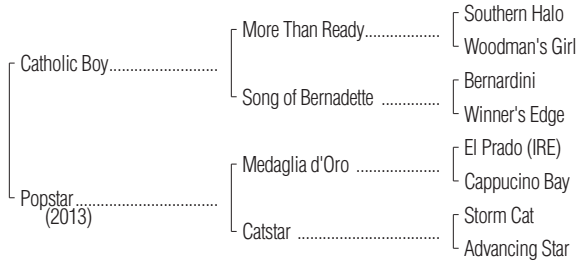 Southern Halo
More Than Ready..................
Woodman's Girl
Catholic Boy..........................
Bernardini
Song of Bernadette ..............
Winner's Edge
El Prado (IRE)
Medaglia d'Oro ....................
Cappucino Bay
Popstar ..................................
(2013)
Storm Cat
Catstar ..................................
Advancing Star